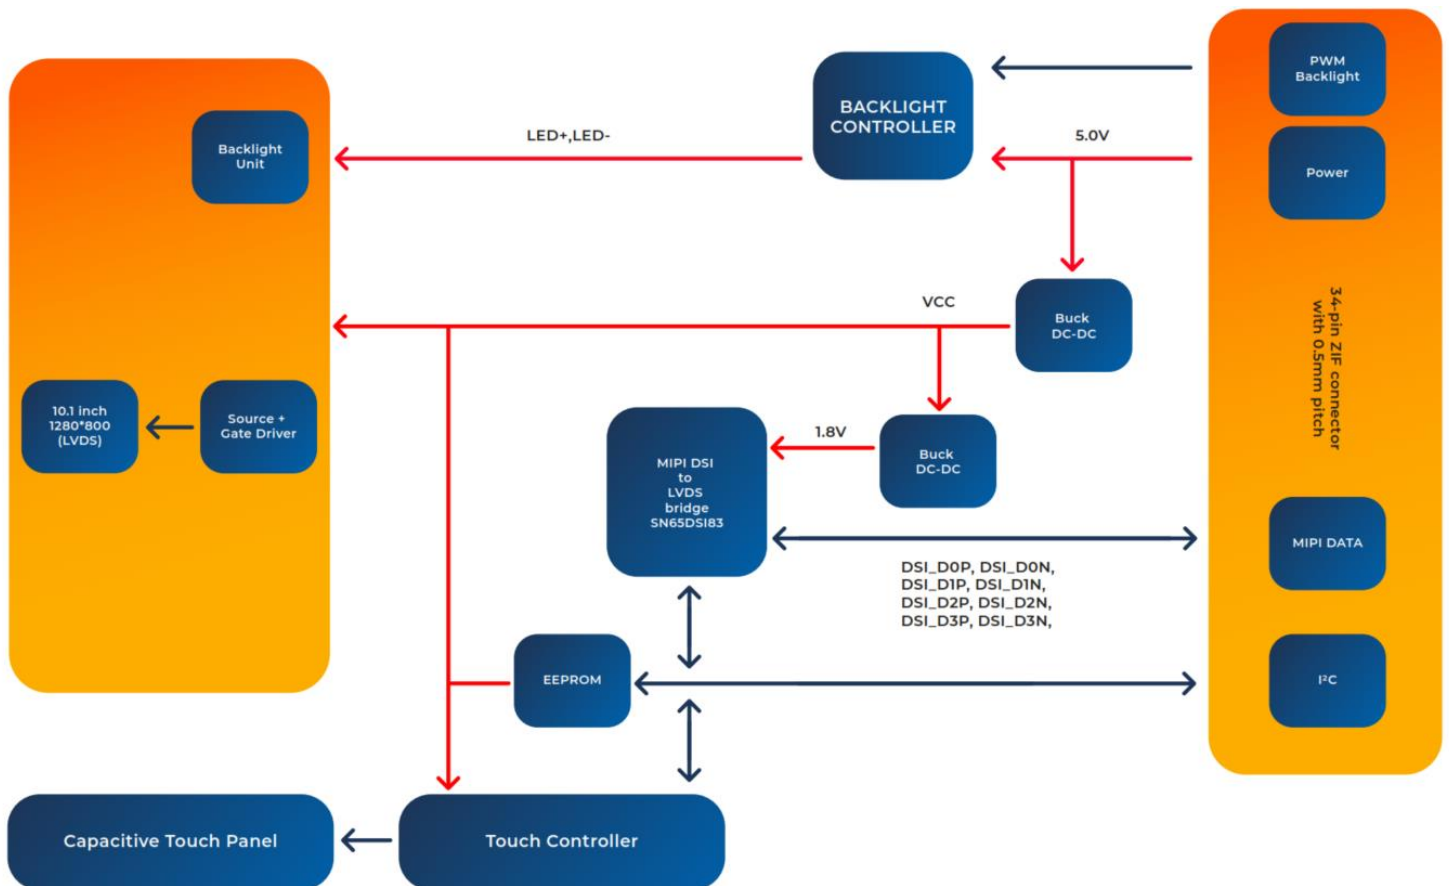 PWM
Backlight
BACKLIGHT
CONTROLLER
LED+,LED-
5.0V
Backlight
Unit
Power
VCC
Buck
DC-DC
34-pin ZIF connector
with 0.5mm pitch
10.1 inch
1280*800
(LVDS)
Source +
Gate Driver
1.8V
Buck
DC-DC
MIPI DSI
to
LVDS
bridge
SN65DSI83
MIPI DATA
DSI_D0P, DSI_D0N,
DSI_D1P, DSI_D1N,
DSI_D2P, DSI_D2N,
DSI_D3P, DSI_D3N,
EEPROM
I²C
Capacitive Touch Panel
Touch Controller